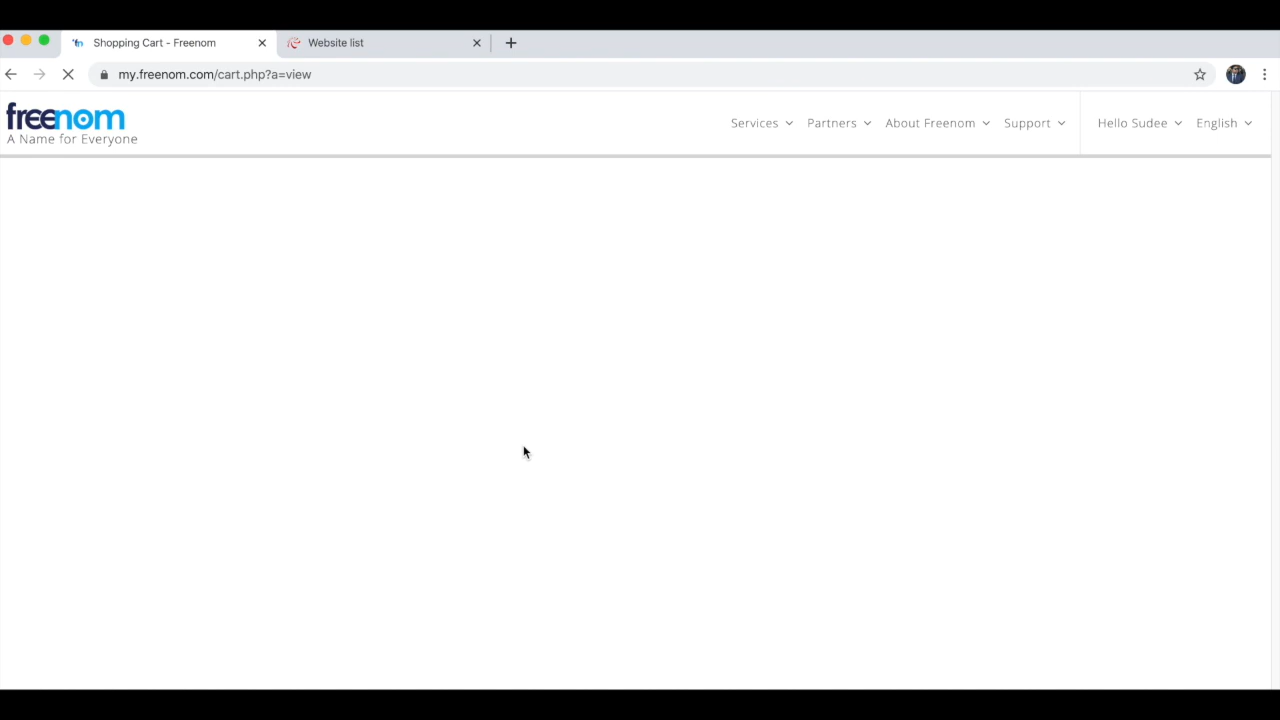 Shopping Cart - Freenom
Website list
my.freenom.com/cart.php?a=view
freenom
A Name for Everyone
Services
Partners
About Freenom
Support
Hello Sudee
English